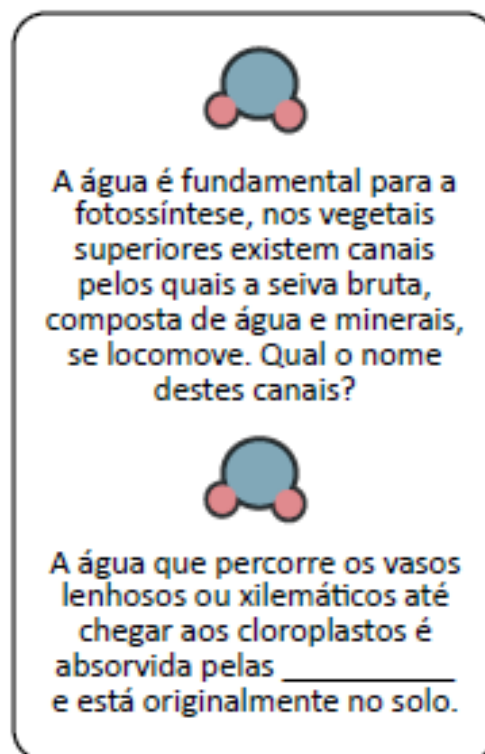 A água é fundamental para a
fotossíntese, nos vegetais
superiores existem canais
pelos quais a seiva bruta,
composta de água e minerais,
se locomove. Qual o nome
destes canais?
A água que percorre os vasos
lenhosos ou xilemáticos até
chegar aos cloroplastos é
absorvida pelas __________
e está originalmente no solo.